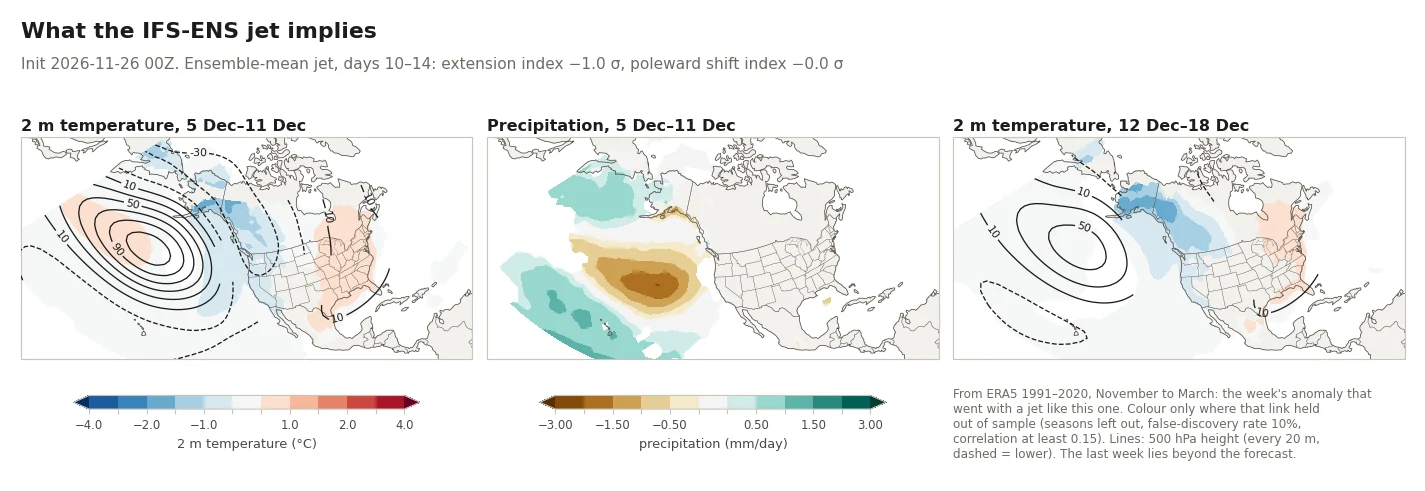 What the IFS-ENS jet implies
Init 2026-11-26 00Z. Ensemble-mean jet, days 10–14: extension index −1.0 σ, poleward shift index −0.0 σ
2 m temperature, 5 Dec–11 Dec
Precipitation, 5 Dec–11 Dec
2 m temperature, 12 Dec–18 Dec
-30
10
50
90
10
10
10
10
10
50
10
10
−4.0 −2.0 −1.0 1.0 2.0 4.0
2 m temperature (°C)
−3.00 −1.50 −0.50 0.50 1.50 3.00
precipitation (mm/day)
From ERA5 1991–2020, November to March: the week's anomaly that
went with a jet like this one. Colour only where that link held
out of sample (seasons left out, false-discovery rate 10%,
correlation at least 0.15). Lines: 500 hPa height (every 20 m,
dashed = lower). The last week lies beyond the forecast.